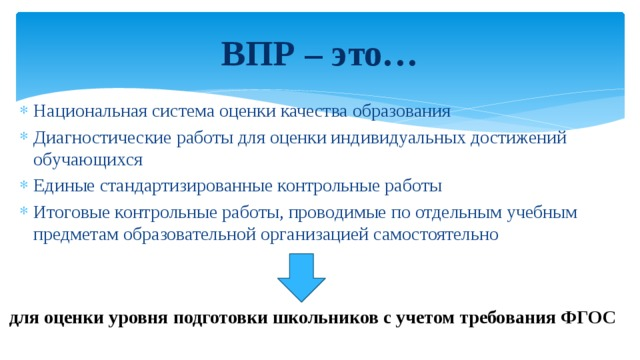 ВПР – это…
Национальная система оценки качества образования
Диагностические работы для оценки индивидуальных достижений
обучающихся
Единые стандартизированные контрольные работы
Итоговые контрольные работы, проводимые по отдельным учебным
предметам образовательной организацией самостоятельно
для оценки уровня подготовки школьников с учетом требования ФГОС